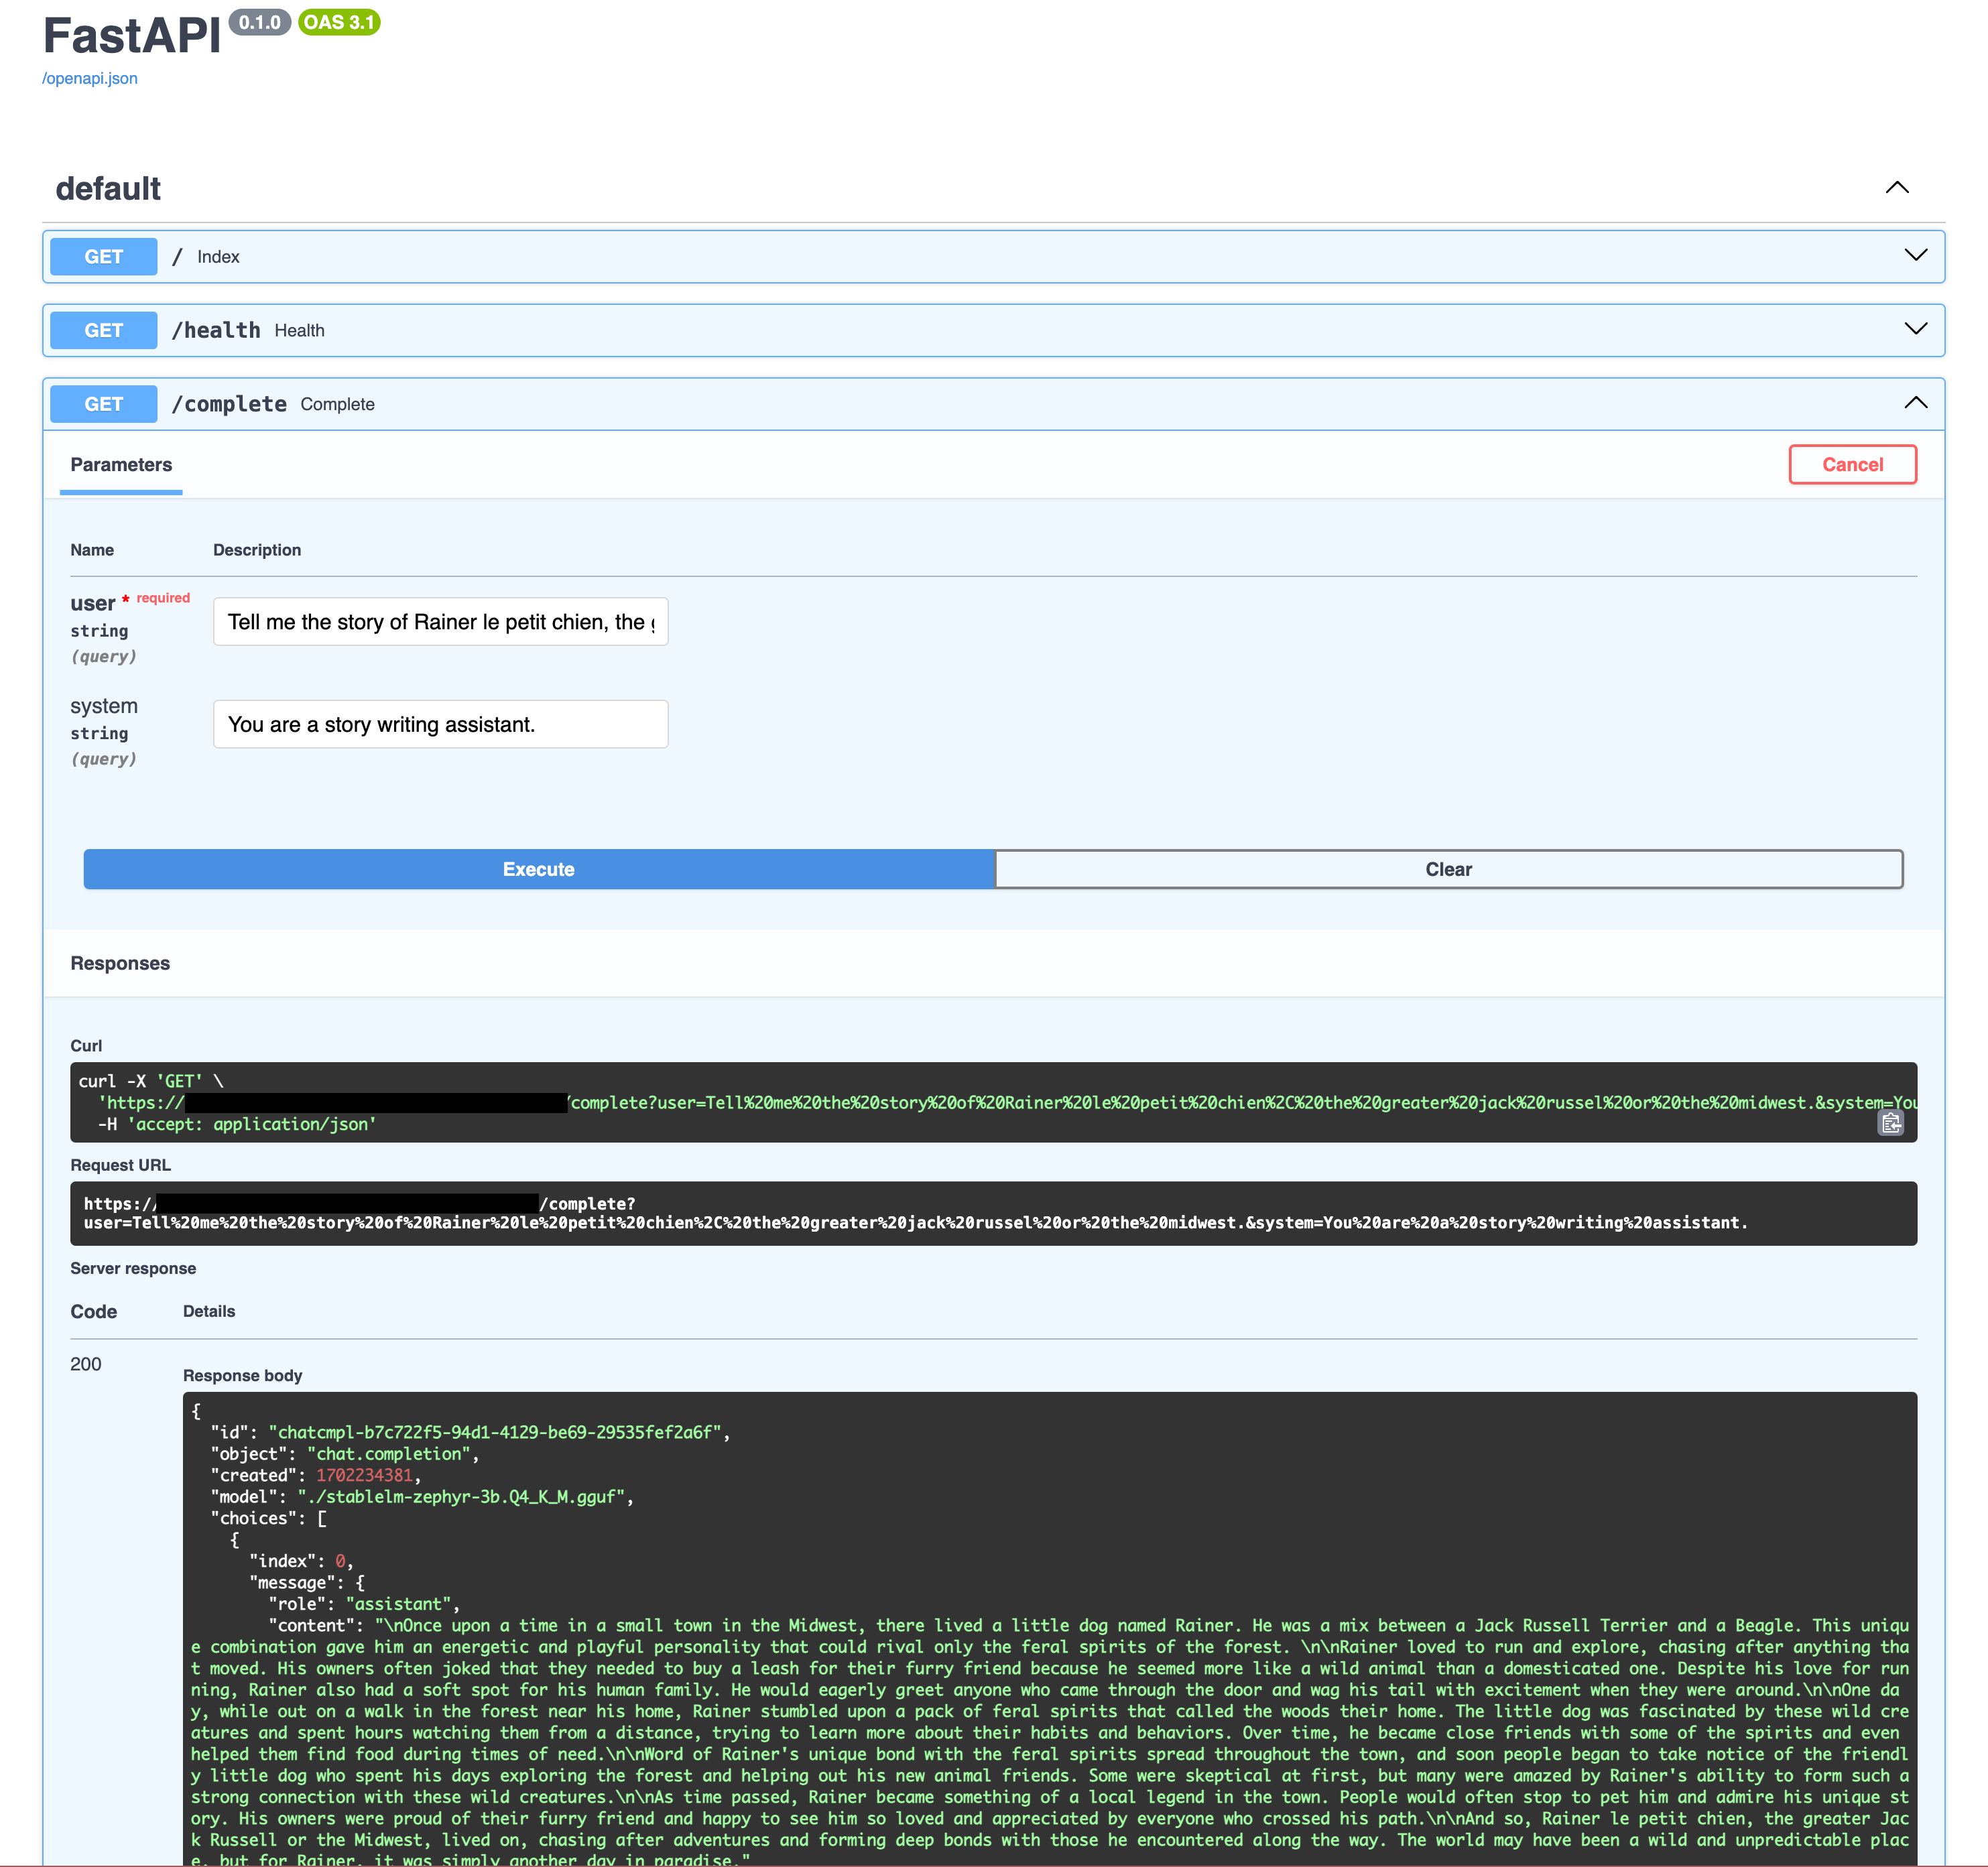 FastAPI 0.1.0 OAS 3.1
/openapi.json
default
GET / Index
GET /health Health
GET /complete Complete
Parameters
Cancel
Name Description
user * required
string
(query)
Tell me the story of Rainer le petit chien, the
system
string
(query)
You are a story writing assistant.
Execute
Clear
Responses
Curl
curl -X 'GET' \
'https:// /complete?user=Tell%20me%20the%20story%20of%20Rainer%20le%20petit%20chien%2C%20the%20greater%20jack%20russel%20or%20the%20midwest.&system=You
-H 'accept: application/json'
Request URL
https:// /complete?
user=Tell%20me%20the%20story%20of%20Rainer%20le%20petit%20chien%2C%20the%20greater%20jack%20russel%20or%20the%20midwest.&system=You%20are%20a%20story%20writing%20assistant.
Server response
Code Details
200
Response body
{
"id": "chatcmpl-b7c722f5-94d1-4129-be69-29535fef2a6f",
"object": "chat.completion",
"created": 1702234381,
"model": "./stablelm-zephyr-3b.Q4_K_M.gguf",
"choices": [
{
"index": 0,
"message": {
"role": "assistant",
"content": "\nOnce upon a time in a small town in the Midwest, there lived a little dog named Rainer. He was a mix between a Jack Russell Terrier and a Beagle. This uniqu
e combination gave him an energetic and playful personality that could rival only the feral spirits of the forest. \n\nRainer loved to run and explore, chasing after anything tha
t moved. His owners often joked that they needed to buy a leash for their furry friend because he seemed more like a wild animal than a domesticated one. Despite his love for run
ning, Rainer also had a soft spot for his human family. He would eagerly greet anyone who came through the door and wag his tail with excitement when they were around.\n\nOne da
y, while out on a walk in the forest near his home, Rainer stumbled upon a pack of feral spirits that called the woods their home. The little dog was fascinated by these wild cre
atures and spent hours watching them from a distance, trying to learn more about their habits and behaviors. Over time, he became close friends with some of the spirits and even
helped them find food during times of need.\n\nWord of Rainer's unique bond with the feral spirits spread throughout the town, and soon people began to take notice of the friendl
y little dog who spent his days exploring the forest and helping out his new animal friends. Some were skeptical at first, but many were amazed by Rainer's ability to form such a
strong connection with these wild creatures.\n\nAs time passed, Rainer became something of a local legend in the town. People would often stop to pet him and admire his unique st
ory. His owners were proud of their furry friend and happy to see him so loved and appreciated by everyone who crossed his path.\n\nAnd so, Rainer le petit chien, the greater Jac
k Russell or the Midwest, lived on, chasing after adventures and forming deep bonds with those he encountered along the way. The world may have been a wild and unpredictable plac
e, but for Rainer, it was simply another day in paradise."